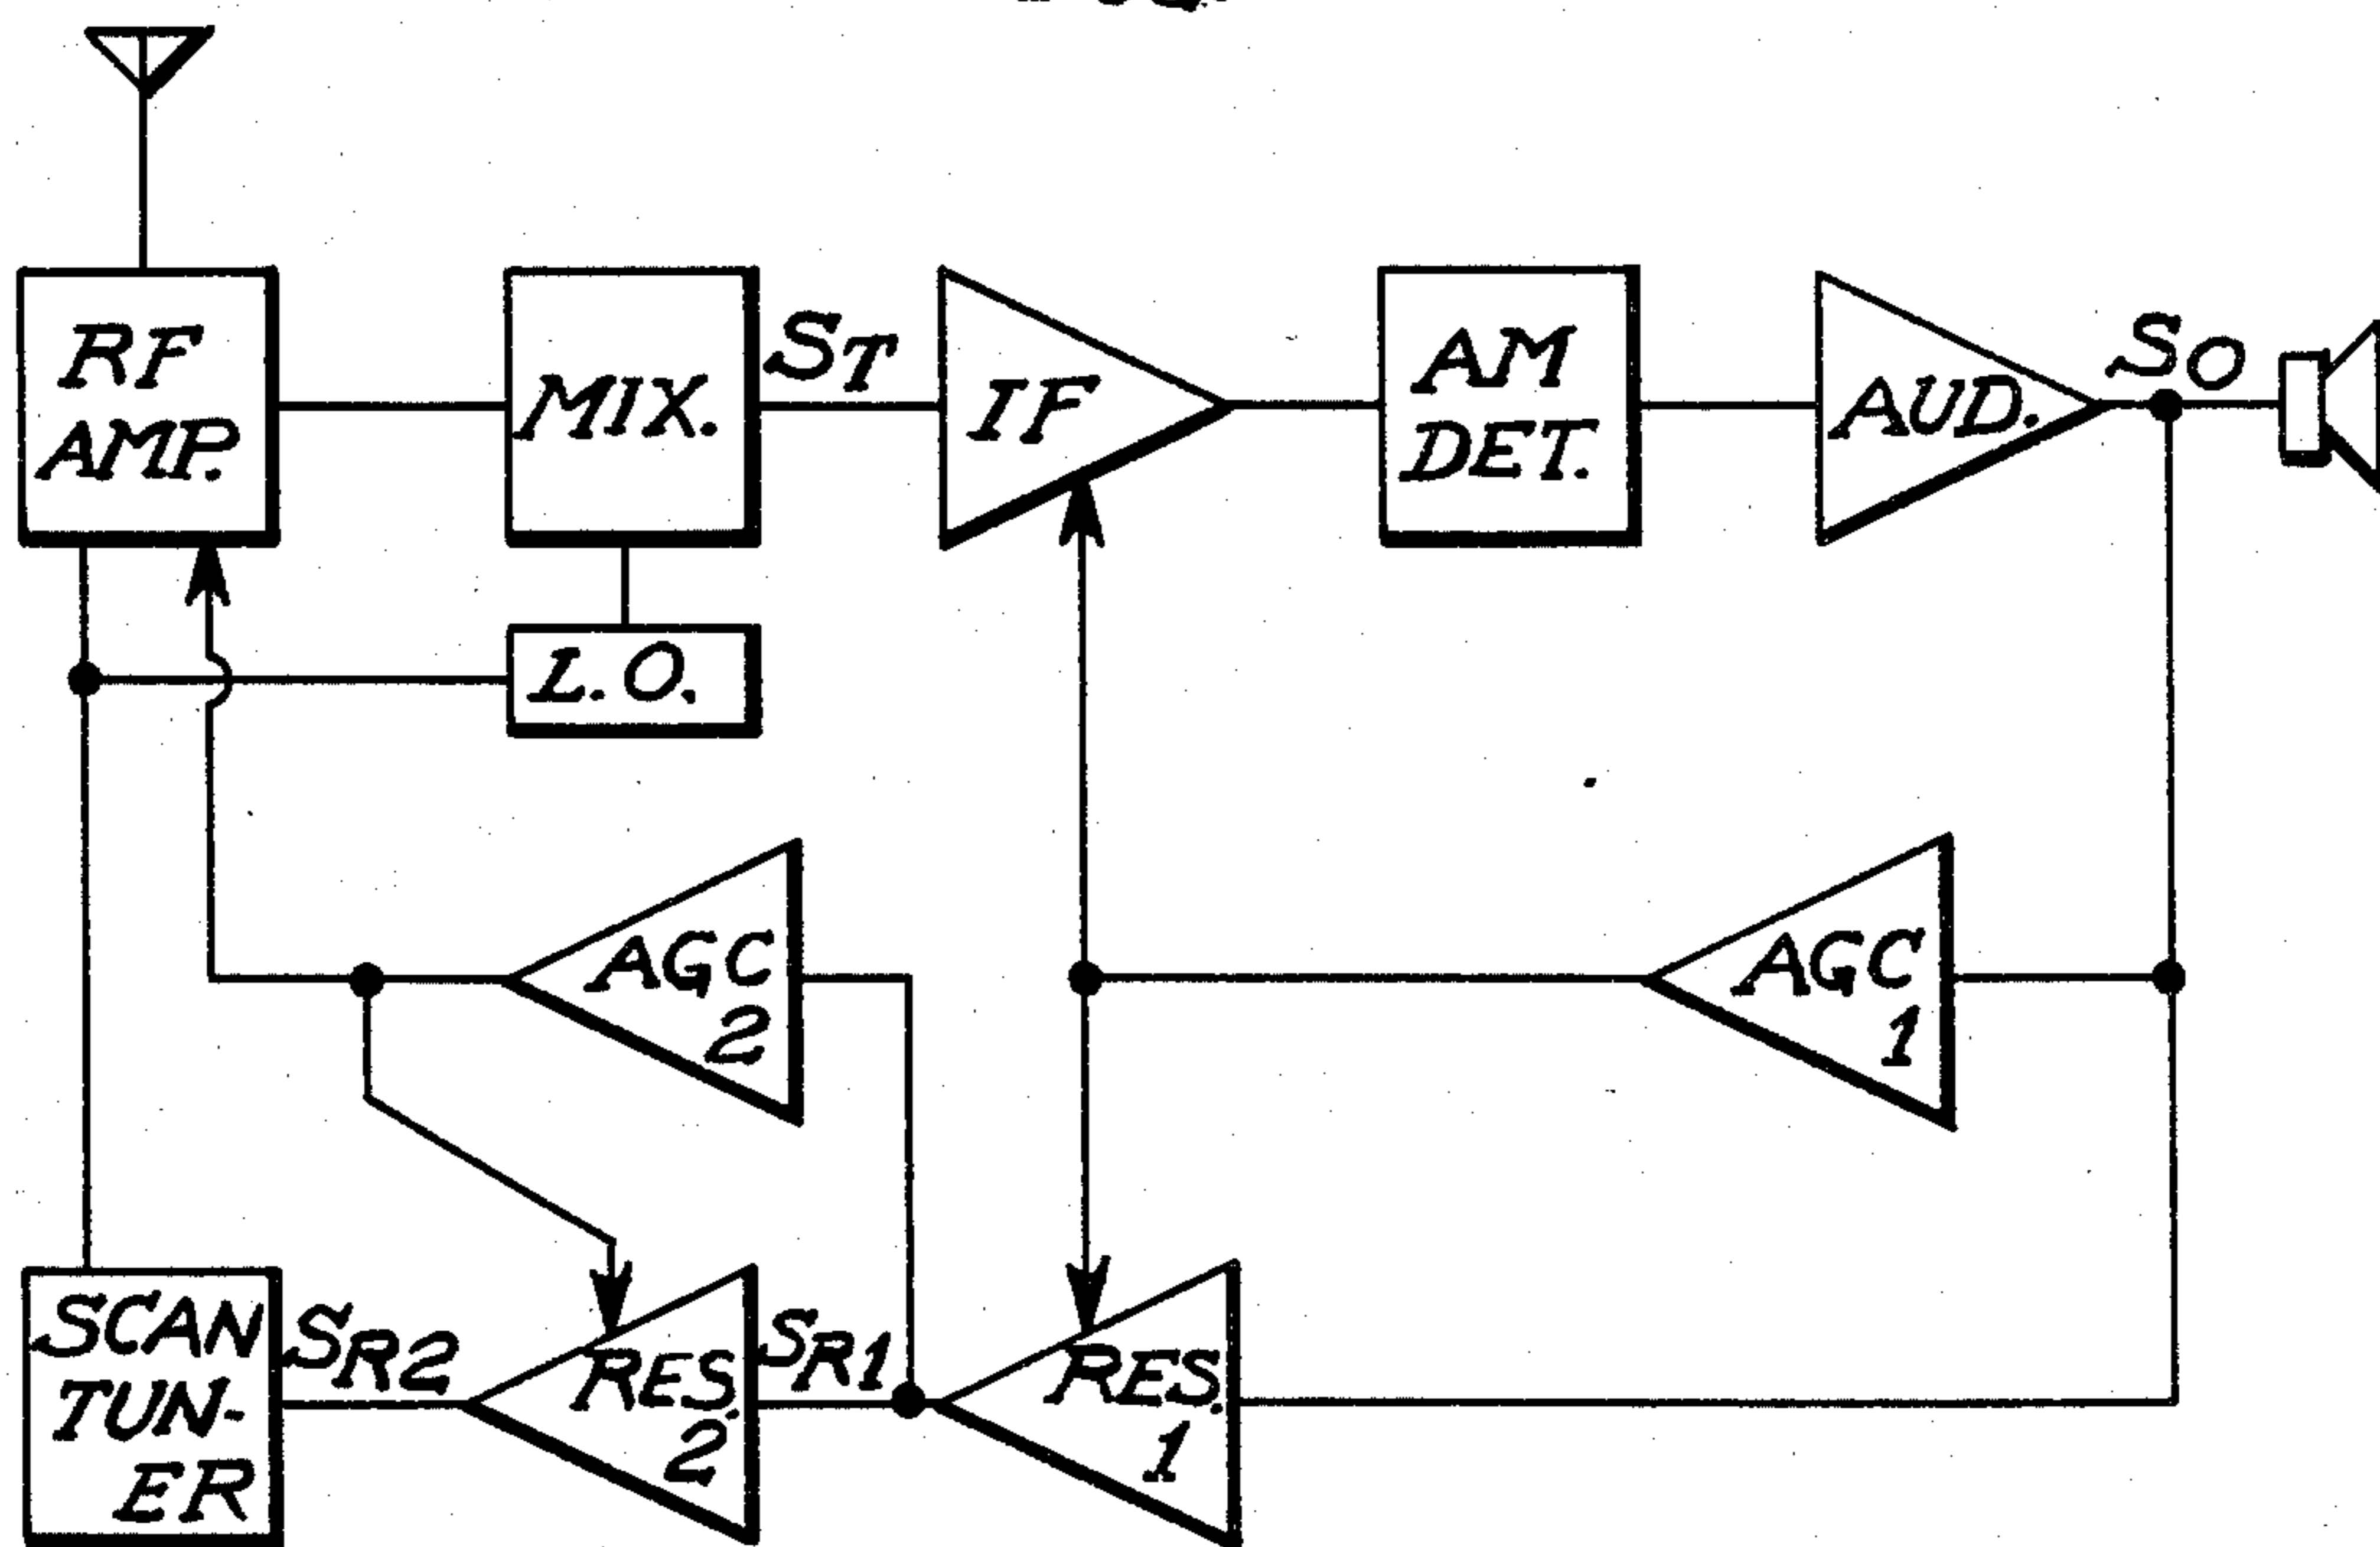 RF
AMP.
MIX.
ST
IF
AM
DET.
AUD.
SO
L.O.
AGC
2
AGC
1
SCAN
TUN-
ER
SR2
RES.
2
SR1
RES.
1